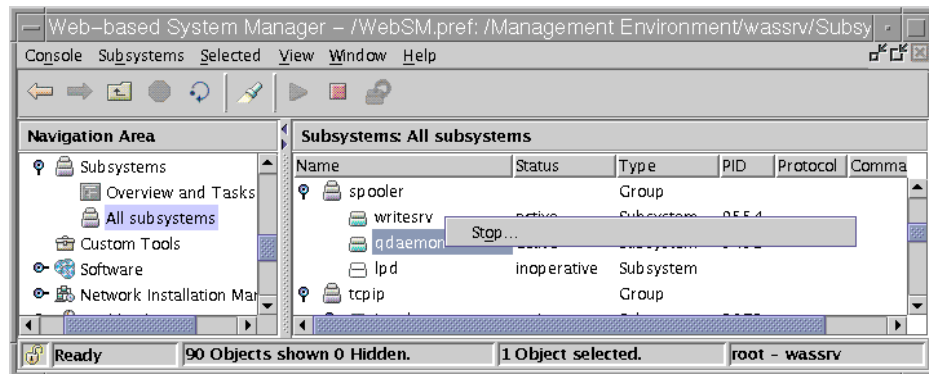 Web-based System Manager - /WebSM.pref: /Management Environment/wassrv/Subsy
Console Subsystems Selected View Window Help
Navigation Area
Subsystems: All subsystems
Subsystems
Overview and Tasks
All subsystems
Custom Tools
Software
Network Installation Mar
Name Status Type PID Protocol Comma
spooler Group
writesrv
qdaemon
Stop...
lpd inoperative Subsystem
tcpip Group
Ready 90 Objects shown 0 Hidden. 1 Object selected. root - wassrv